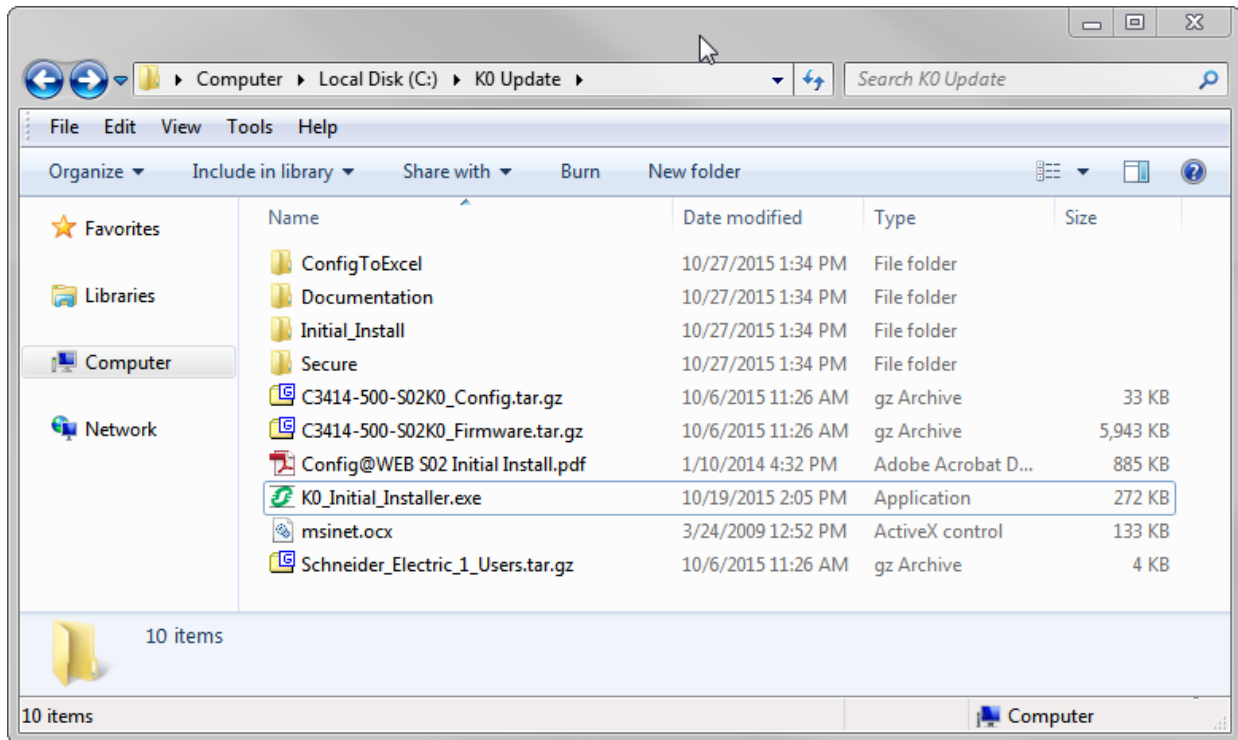 Computer ▸ Local Disk (C:) ▸ K0 Update ▸ Search K0 Update
File Edit View Tools Help
Organize Include in library Share with Burn New folder
Favorites
Libraries
Computer
Network
Name Date modified Type Size
ConfigToExcel 10/27/2015 1:34 PM File folder
Documentation 10/27/2015 1:34 PM File folder
Initial_Install 10/27/2015 1:34 PM File folder
Secure 10/27/2015 1:34 PM File folder
C3414-500-S02K0_Config.tar.gz 10/6/2015 11:26 AM gz Archive 33 KB
C3414-500-S02K0_Firmware.tar.gz 10/6/2015 11:26 AM gz Archive 5,943 KB
Config@WEB S02 Initial Install.pdf 1/10/2014 4:32 PM Adobe Acrobat D... 885 KB
K0_Initial_Installer.exe 10/19/2015 2:05 PM Application 272 KB
msinet.ocx 3/24/2009 12:52 PM ActiveX control 133 KB
Schneider_Electric_1_Users.tar.gz 10/6/2015 11:26 AM gz Archive 4 KB
10 items
10 items Computer